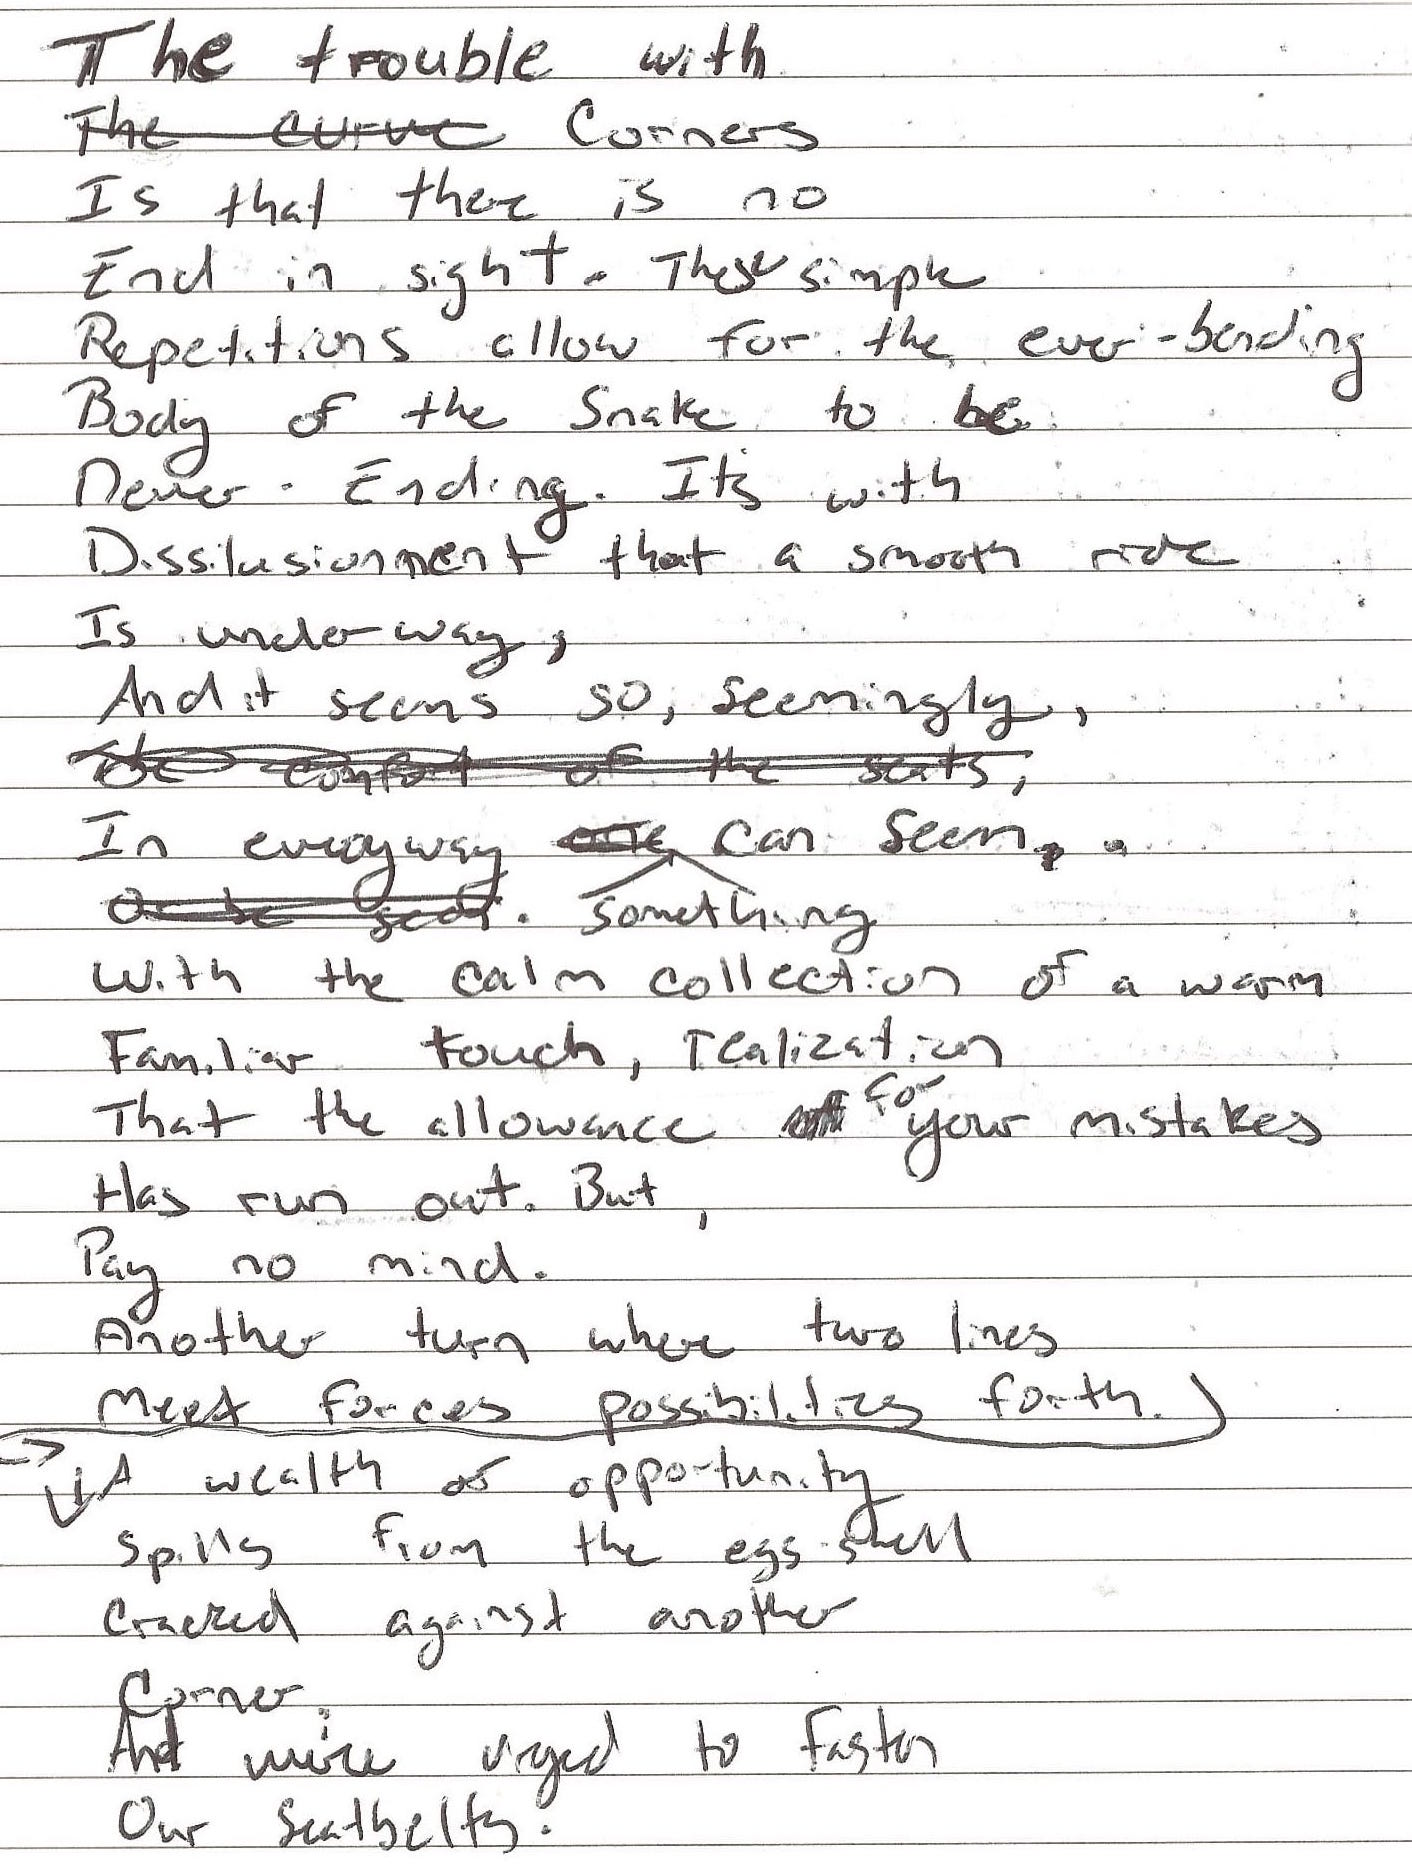 The trouble with
The curve Corners
Is that there is no
End in sight. These simple
Repetitions allow for the ever-bending
Body of the Snake to be
Never-Ending. It's with
Dissilusionment that a smooth ride
Is underway,
And it seems so, seemingly,
The comfort of the seats,
In everyway one can seem.
Or be seen. Something
With the calm collection of a warm
Familiar touch, realization
That the allowance for your mistakes
Has run out. But,
Pay no mind.
Another turn where two lines
Meet forces possibilities forth.
A wealth of opportunity
Spills from the egg-shell
Cracked against another
Corner.
And we're urged to fasten
Our Seatbelts.